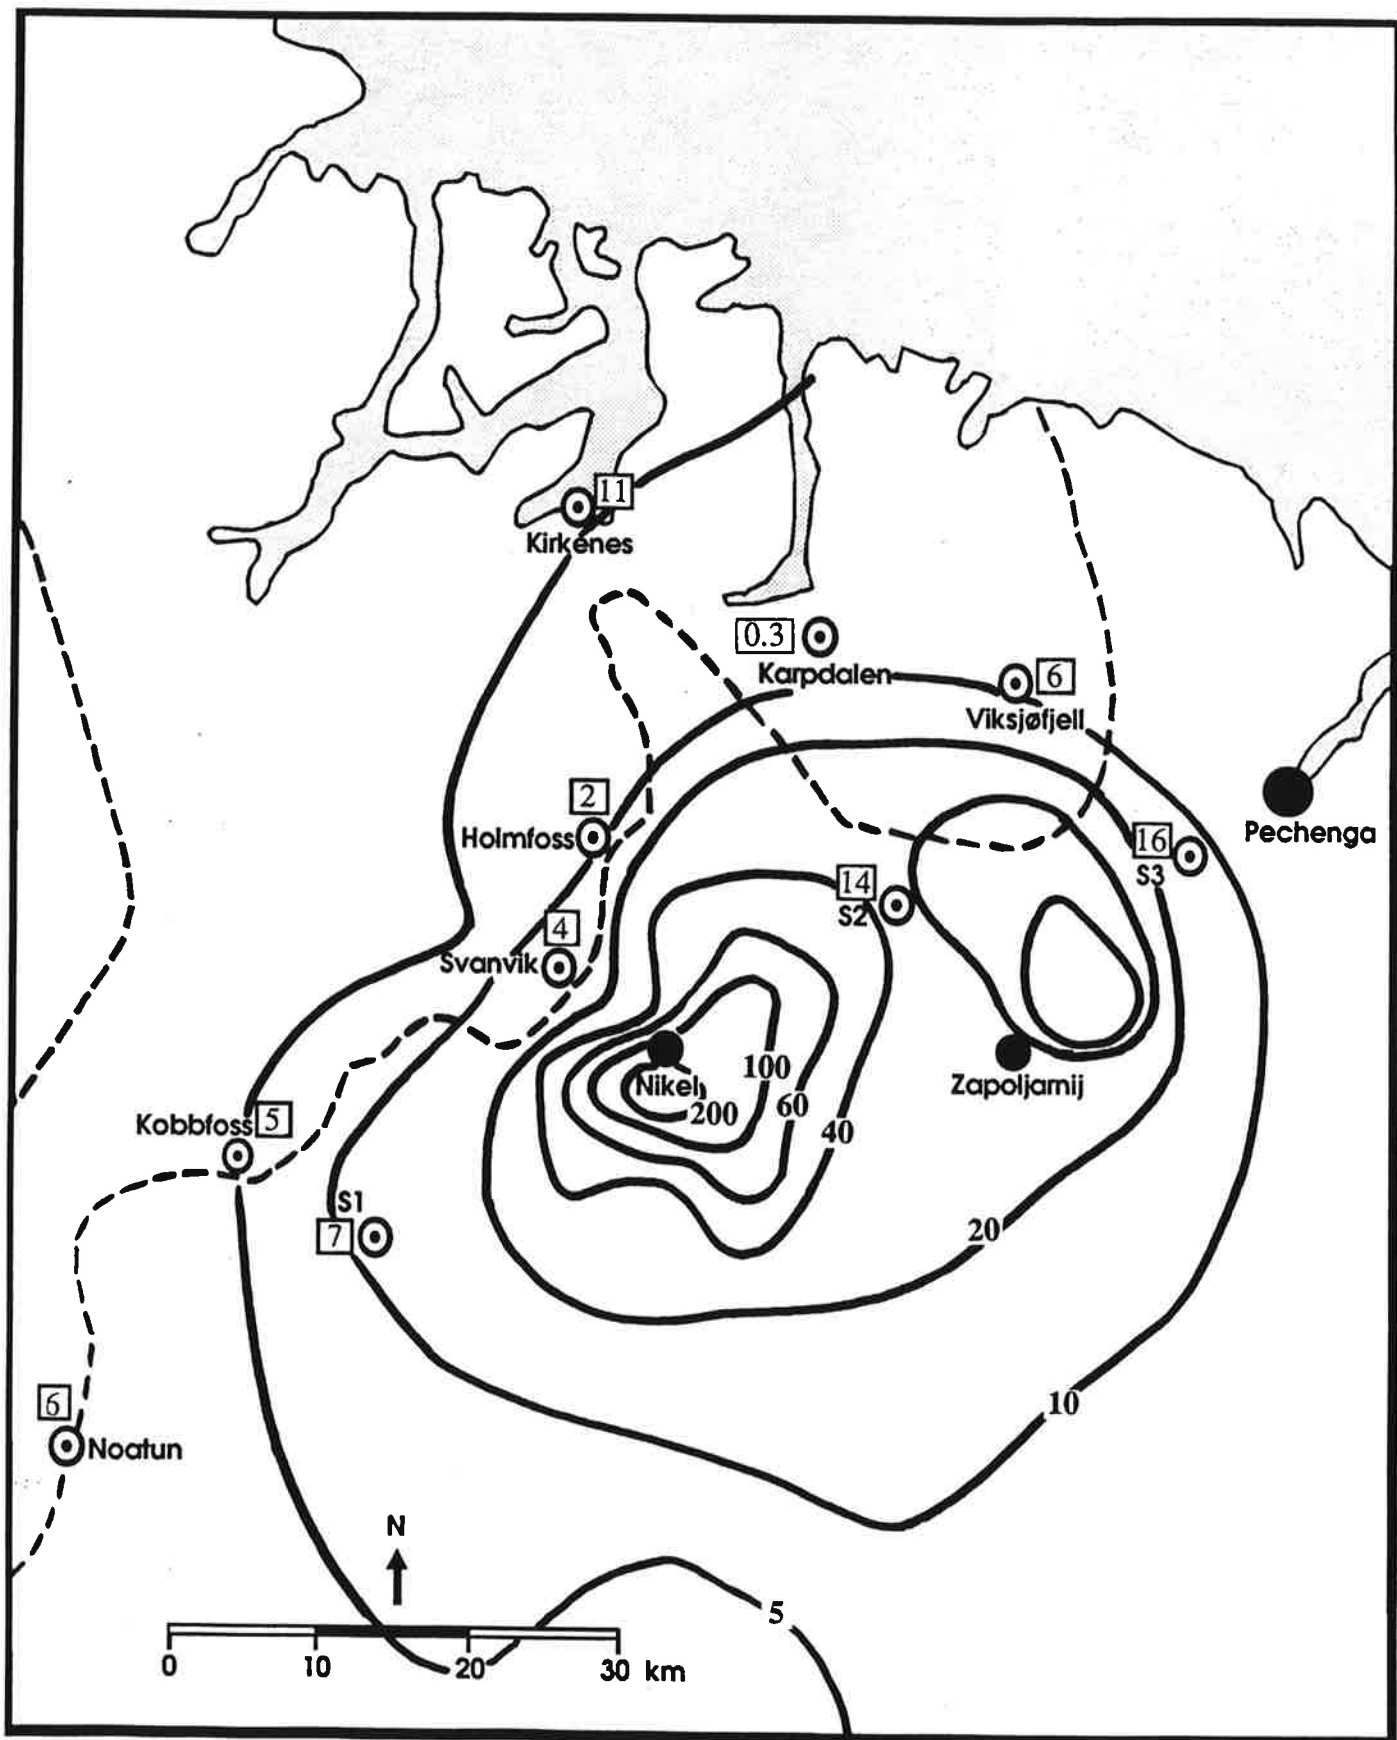 11
Kirkenes
0.3
Karpdalen
6
Viksjøfjell
2
Holmfoss
Pechenga
16
S3
14
S2
4
Svanvik
Nikel
100
200
60
40
Zapoljarnij
Kobbfoss
5
S1
7
20
10
6
Noatun
N
5
0 10 20 30 km